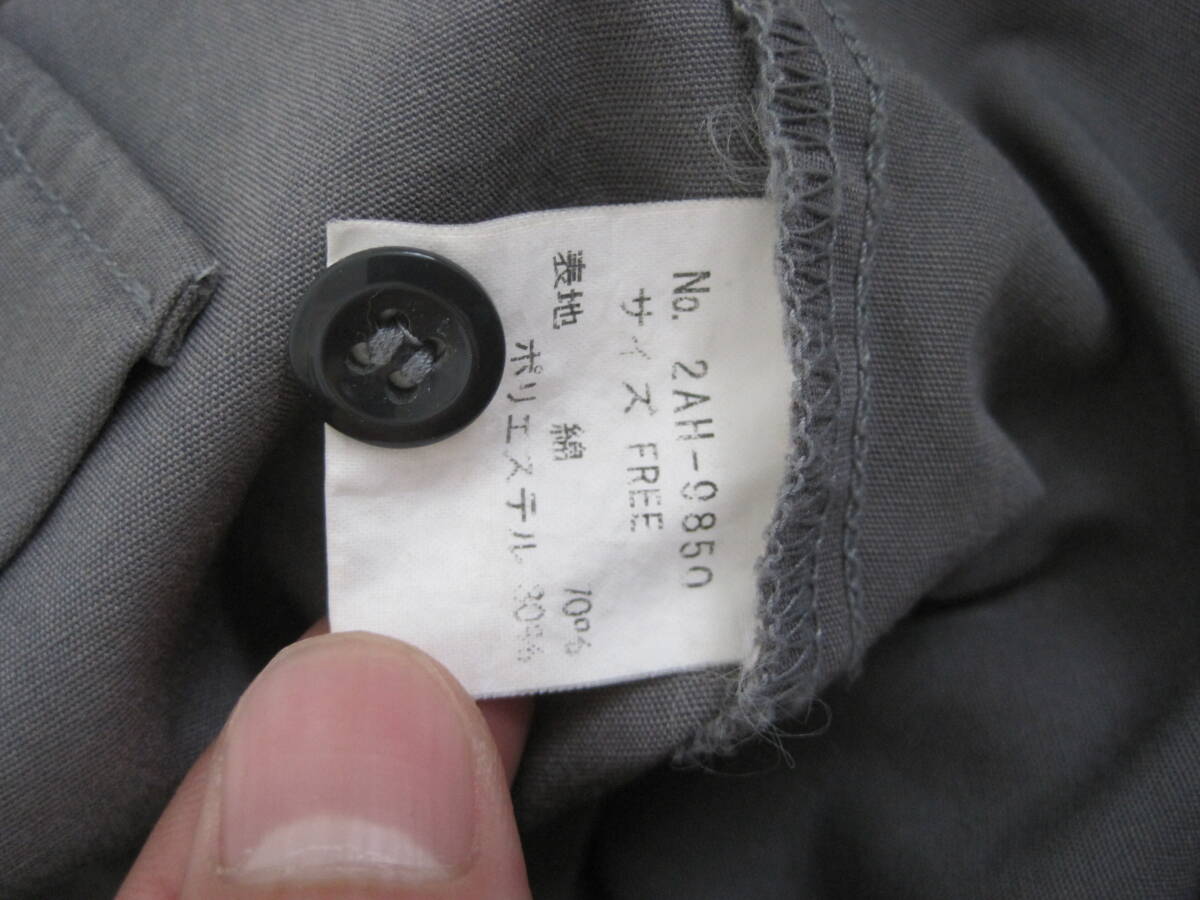 No. 2AH-9850
サイズ FREE
表地 綿 70%
ポリエステル 30%